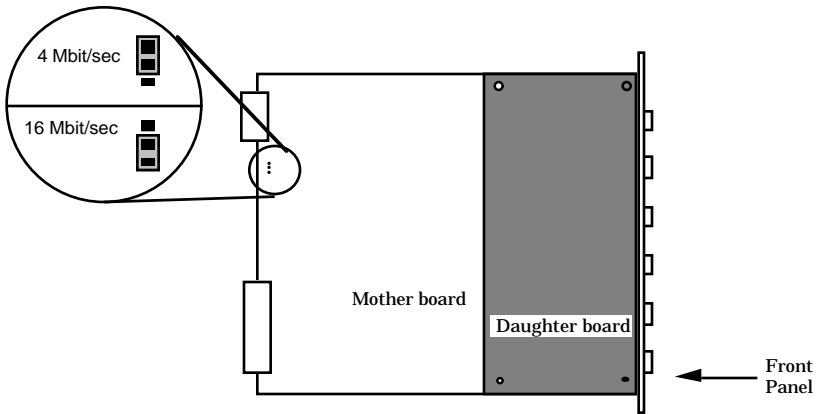 4 Mbit/sec
16 Mbit/sec
Mother board
Daughter board
Front
Panel